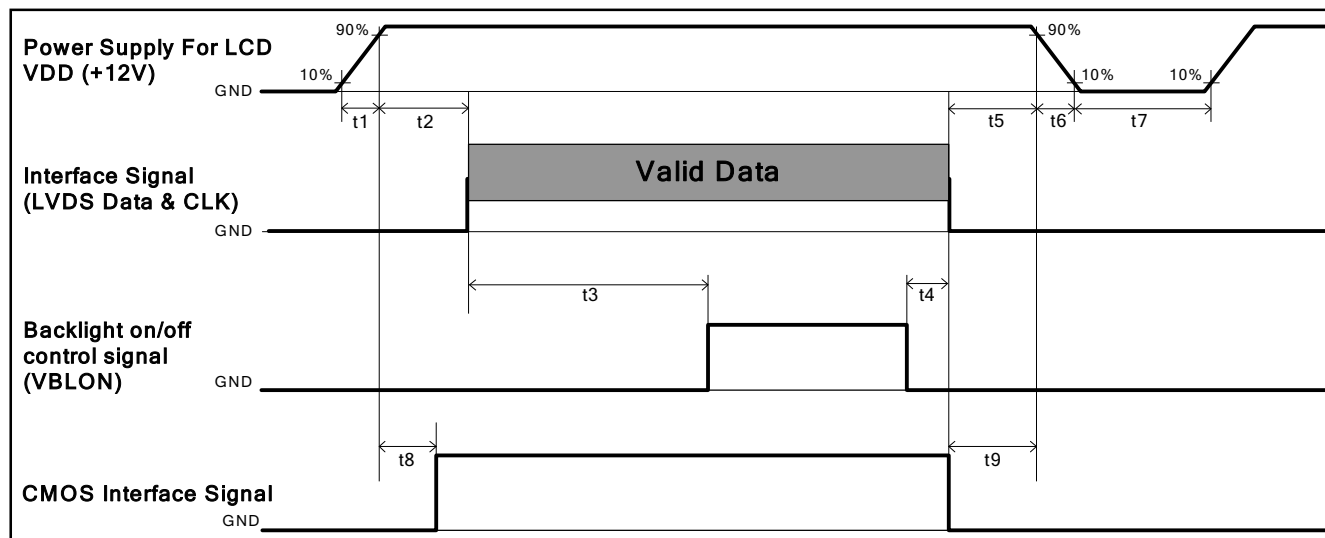 Power Supply For LCD
VDD (+12V)
90%
10%
GND
90%
10%
10%
t1
t2
t5
t6
t7
Interface Signal
(LVDS Data & CLK)
Valid Data
GND
t3
t4
Backlight on/off
control signal
(VBLON)
GND
t8
t9
CMOS Interface Signal
GND